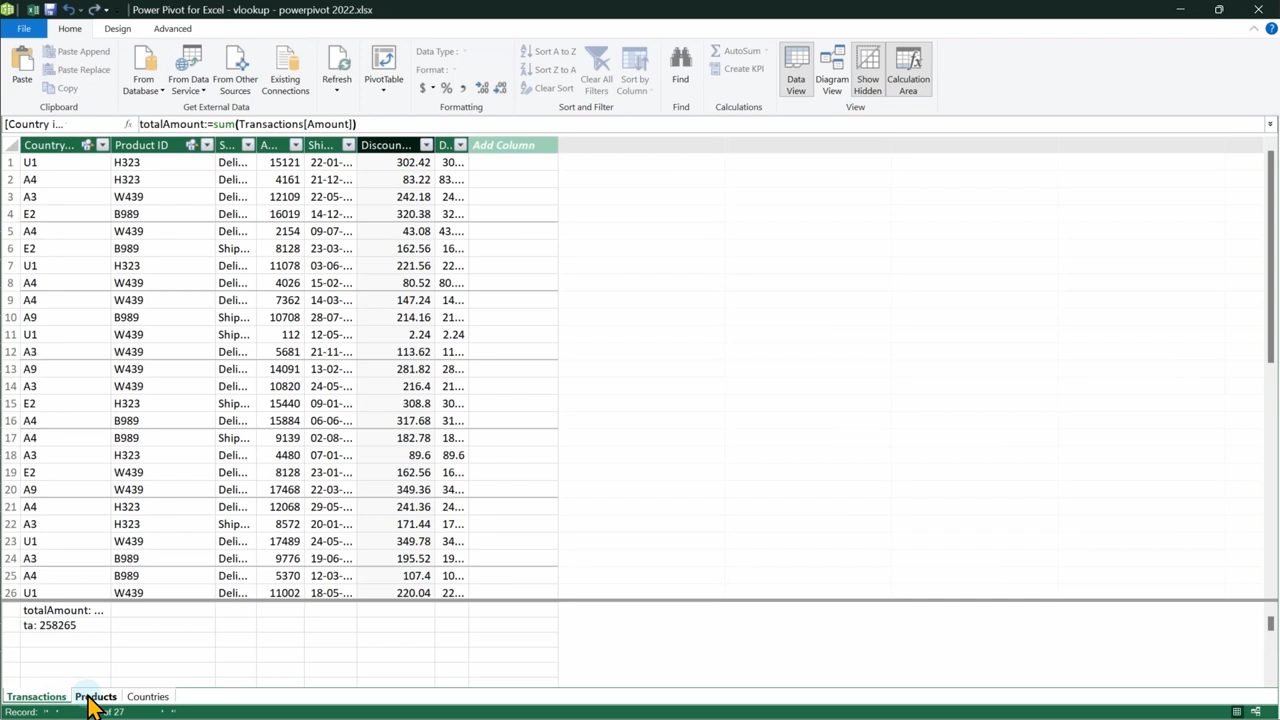 Power Pivot for Excel - vlookup - powerpivot 2022.xlsx
File Home Design Advanced
Paste
Paste Append
Paste Replace
Copy
Clipboard
From Database
From Data Service
From Other Sources
Existing Connections
Get External Data
Refresh
PivotTable
Data Type :
Format :
$ % ,
Formatting
Sort A to Z
Sort Z to A
Clear Sort
Clear All Filters
Sort by Column
Sort and Filter
Find
Find
AutoSum
Create KPI
Calculations
Data View
Diagram View
Show Hidden
Calculation Area
View
[Country i... fx totalAmount:=sum(Transactions[Amount])
Country... Product ID S... A... Shi... Discoun... D.. Add Column
1 U1 H323 Deli... 15121 22-01-... 302.42 30...
2 A4 H323 Deli... 4161 21-12-... 83.22 83....
3 A3 W439 Deli... 12109 22-05-... 242.18 24...
4 E2 B989 Deli... 16019 14-12-... 320.38 32...
5 A4 W439 Deli... 2154 09-07-... 43.08 43....
6 E2 B989 Ship... 8128 23-03-... 162.56 16...
7 U1 H323 Deli... 11078 03-06-... 221.56 22...
8 A4 W439 Deli... 4026 15-02-... 80.52 80....
9 A4 W439 Deli... 7362 14-03-... 147.24 14...
10 A9 B989 Ship... 10708 28-07-... 214.16 21...
11 U1 W439 Ship... 112 12-05-... 2.24 2.24
12 A3 W439 Deli... 5681 21-11-... 113.62 11...
13 A9 W439 Deli... 14091 13-02-... 281.82 28...
14 A3 W439 Deli... 10820 24-05-... 216.4 21...
15 E2 H323 Ship... 15440 09-01-... 308.8 30...
16 A4 B989 Deli... 15884 06-06-... 317.68 31...
17 A4 B989 Ship... 9139 02-08-... 182.78 18...
18 A3 H323 Deli... 4480 07-01-... 89.6 89.6
19 E2 W439 Deli... 8128 23-01-... 162.56 16...
20 A9 W439 Deli... 17468 22-03-... 349.36 34...
21 A4 H323 Deli... 12068 29-05-... 241.36 24...
22 A3 H323 Ship... 8572 20-01-... 171.44 17...
23 U1 W439 Deli... 17489 24-05-... 349.78 34...
24 A3 B989 Deli... 9776 19-06-... 195.52 19...
25 A4 B989 Deli... 5370 12-03-... 107.4 10...
26 U1 W439 Deli... 11002 18-05-... 220.04 22...
totalAmount: ...
ta: 258265
Transactions Products Countries
Record: of 27